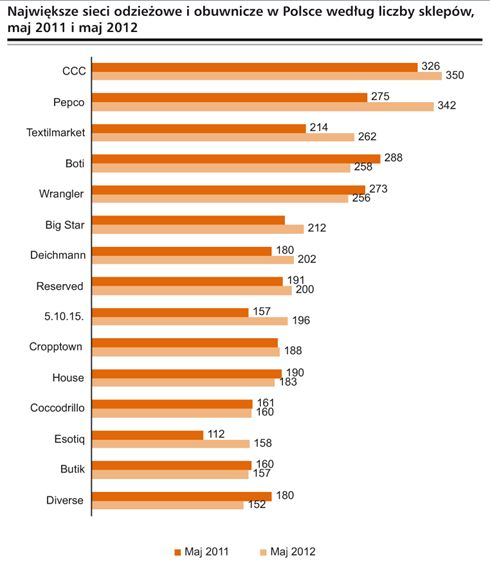 Największe sieci odzieżowe i obuwnicze w Polsce według liczby sklepów,
maj 2011 i maj 2012
CCC 326
350
Pepco 275
342
Textilmarket 214
262
Boti 288
258
Wrangler 273
256
Big Star 212
Deichmann 180
202
Reserved 191
200
5.10.15. 157
196
Cropptown 188
House 190
183
Coccodrillo 161
160
Esotiq 112
158
Butik 160
157
Diverse 180
152
Maj 2011 Maj 2012